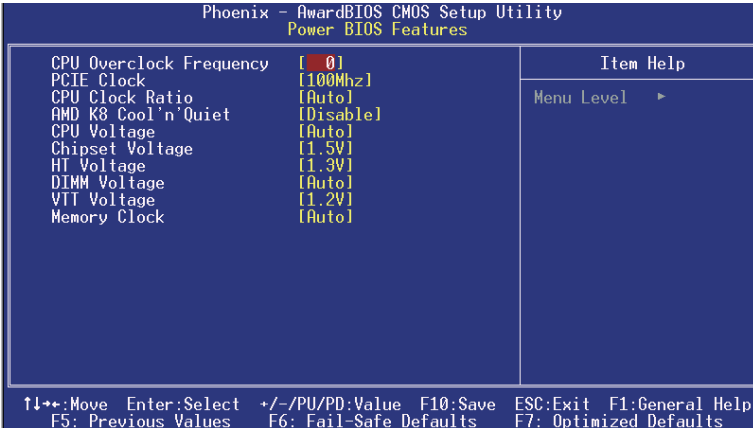 Phoenix - AwardBIOS CMOS Setup Utility
Power BIOS Features
CPU Overclock Frequency [ 0]
PCIE Clock [100Mhz]
CPU Clock Ratio [Auto]
AMD K8 Cool'n'Quiet [Disable]
CPU Voltage [Auto]
Chipset Voltage [1.5V]
HT Voltage [1.3V]
DIMM Voltage [Auto]
VTT Voltage [1.2V]
Memory Clock [Auto]
Item Help
Menu Level ►
↑↓→←:Move Enter:Select +/-/PU/PD:Value F10:Save ESC:Exit F1:General Help
F5: Previous Values F6: Fail-Safe Defaults F7: Optimized Defaults